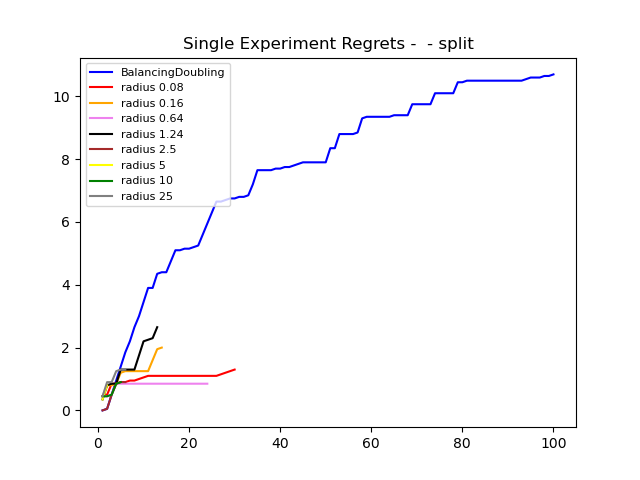 Single Experiment Regrets -  - split
BalancingDoubling
radius 0.08
radius 0.16
radius 0.64
radius 1.24
radius 2.5
radius 5
radius 10
radius 25
10
8
6
4
2
0
0 20 40 60 80 100